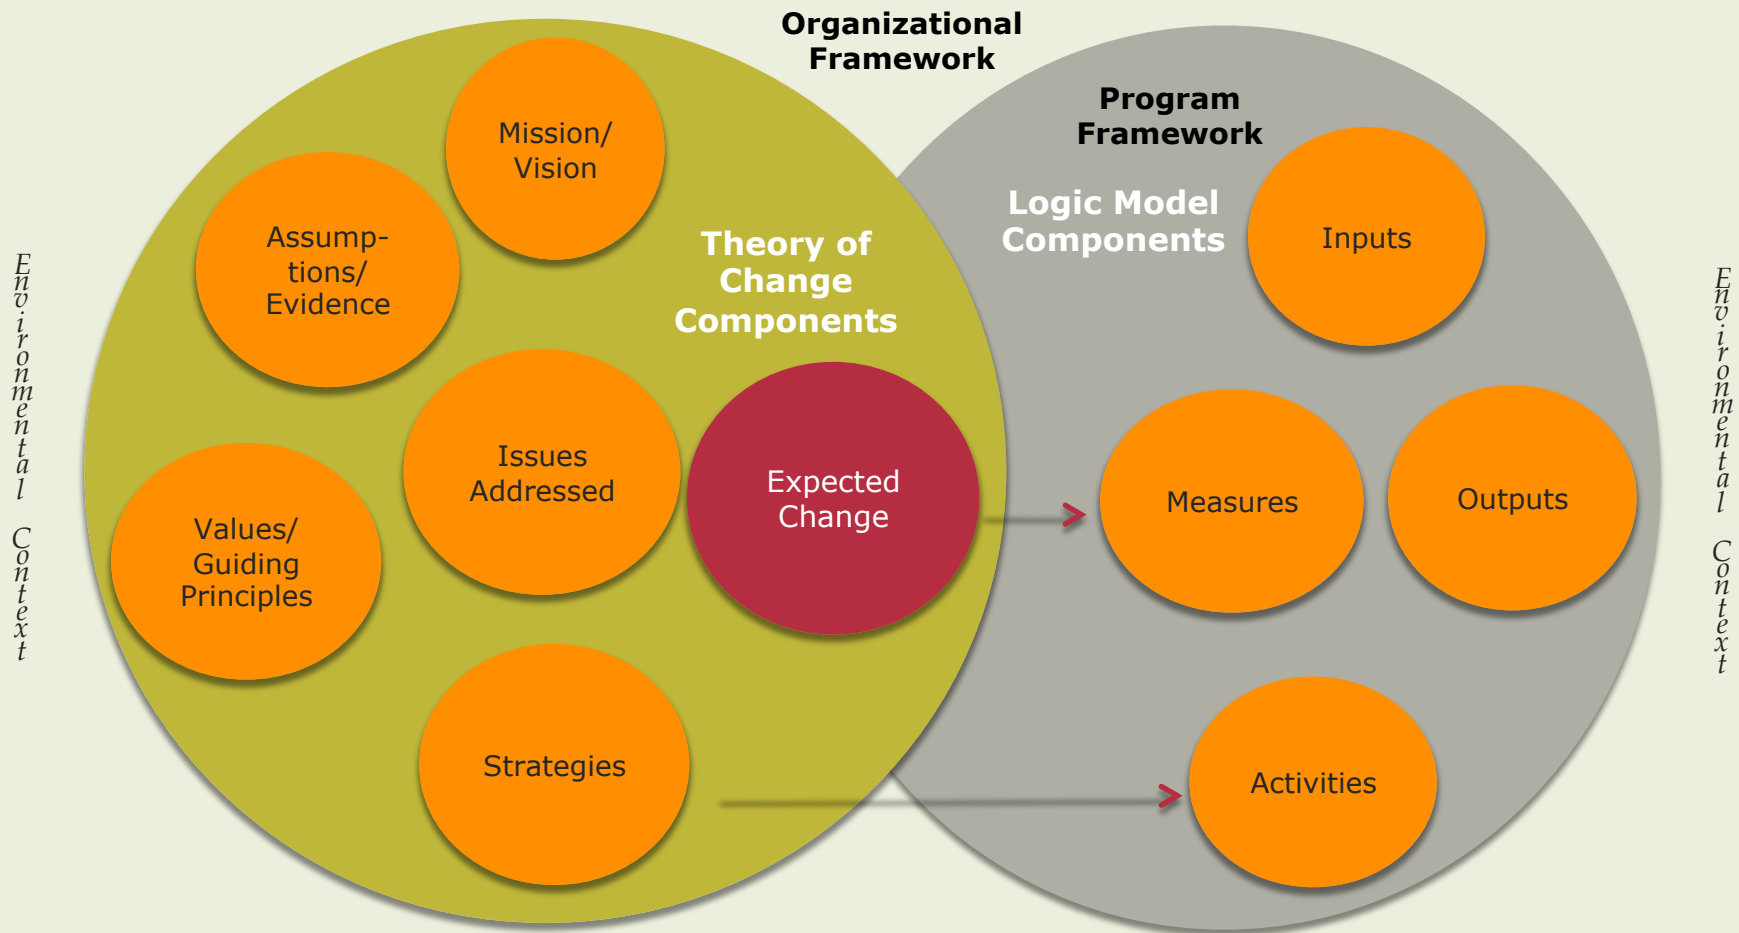 Organizational
Framework
Program
Framework
Mission/
Vision
Logic Model
Components
Assump-
tions/
Evidence
Theory of
Change
Components
Inputs
Environmental Context
Issues
Addressed
Expected
Change
Measures
Outputs
Environmental Context
Values/
Guiding
Principles
Strategies
Activities